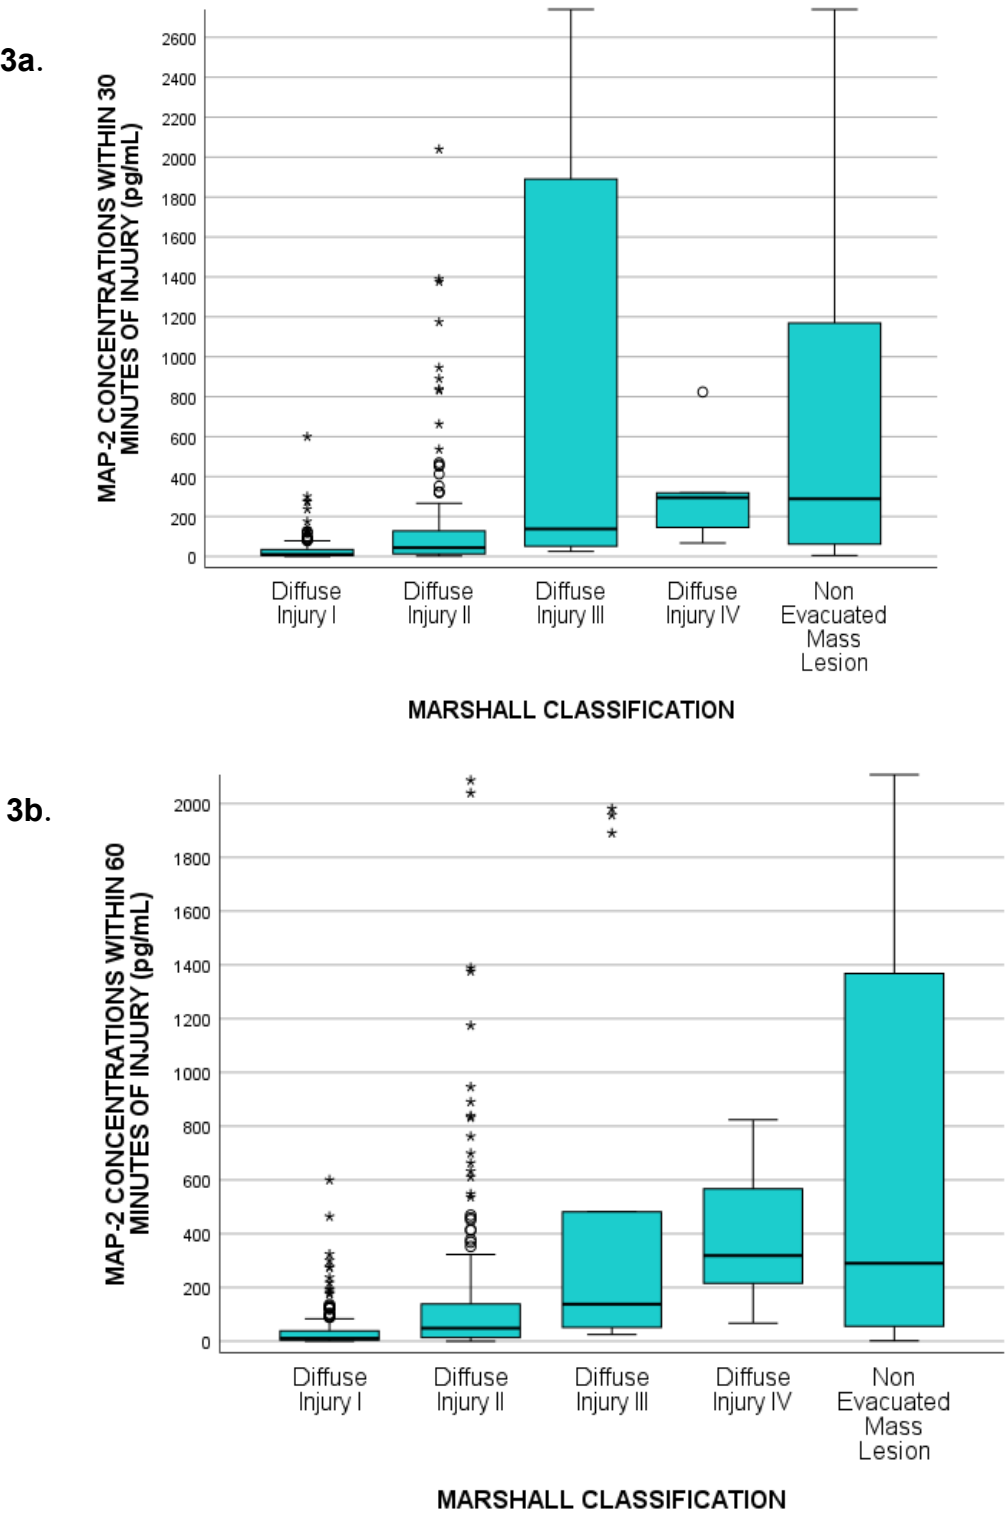 3a.
MAP-2 CONCENTRATIONS WITHIN 30
MINUTES OF INJURY (pg/mL)
2600
2400
2200
2000
1800
1600
1400
1200
1000
800
600
400
200
0
Diffuse Injury I
Diffuse Injury II
Diffuse Injury III
Diffuse Injury IV
Non Evacuated Mass Lesion
MARSHALL CLASSIFICATION
3b.
MAP-2 CONCENTRATIONS WITHIN 60
MINUTES OF INJURY (pg/mL)
2000
1800
1600
1400
1200
1000
800
600
400
200
0
Diffuse Injury I
Diffuse Injury II
Diffuse Injury III
Diffuse Injury IV
Non Evacuated Mass Lesion
MARSHALL CLASSIFICATION